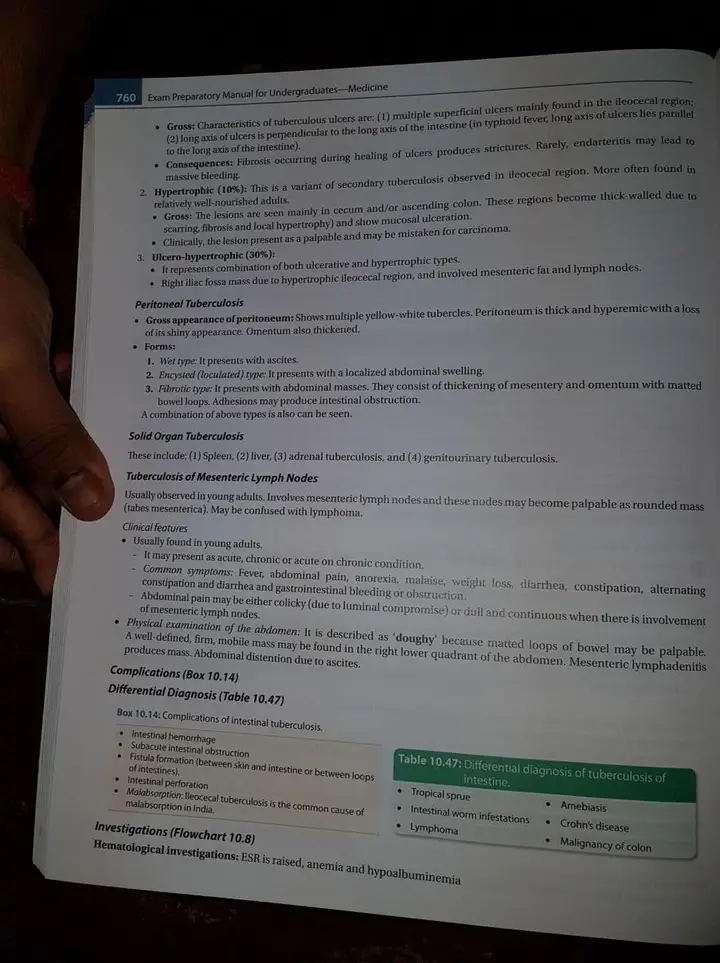 760 Exam Preparatory Manual for Undergraduates—Medicine
• Gross: Characteristics of tuberculous ulcers are: (1) multiple superficial ulcers mainly found in the ileocecal region;
(2) long axis of ulcers is perpendicular to the long axis of the intestine (in typhoid fever, long axis of ulcers lies parallel
to the long axis of the intestine).
• Consequences: Fibrosis occurring during healing of ulcers produces strictures. Rarely, endarteritis may lead to
massive bleeding.
2. Hypertrophic (10%): This is a variant of secondary tuberculosis observed in ileocecal region. More often found in
relatively well-nourished adults.
• Gross: The lesions are seen mainly in cecum and/or ascending colon. These regions become thick-walled due to
scarring, fibrosis and local hypertrophy) and show mucosal ulceration.
• Clinically, the lesion present as a palpable and may be mistaken for carcinoma.
3. Ulcero-hypertrophic (30%):
• It represents combination of both ulcerative and hypertrophic types.
• Right iliac fossa mass due to hypertrophic ileocecal region, and involved mesenteric fat and lymph nodes.
Peritoneal Tuberculosis
• Gross appearance of peritoneum: Shows multiple yellow-white tubercles. Peritoneum is thick and hyperemic with a loss
of its shiny appearance. Omentum also thickened.
• Forms:
1. Wet type: It presents with ascites.
2. Encysted (loculated) type: It presents with a localized abdominal swelling.
3. Fibrotic type: It presents with abdominal masses. They consist of thickening of mesentery and omentum with matted
bowel loops. Adhesions may produce intestinal obstruction.
A combination of above types is also can be seen.
Solid Organ Tuberculosis
These include: (1) Spleen, (2) liver, (3) adrenal tuberculosis, and (4) genitourinary tuberculosis.
Tuberculosis of Mesenteric Lymph Nodes
Usually observed in young adults. Involves mesenteric lymph nodes and these nodes may become palpable as rounded mass
(tabes mesenterica). May be confused with lymphoma.
Clinical features
• Usually found in young adults.
– It may present as acute, chronic or acute on chronic condition.
– Common symptoms: Fever, abdominal pain, anorexia, malaise, weight loss, diarrhea, constipation, alternating
constipation and diarrhea and gastrointestinal bleeding or obstruction.
– Abdominal pain may be either colicky (due to luminal compromise) or dull and continuous when there is involvement
of mesenteric lymph nodes.
• Physical examination of the abdomen: It is described as 'doughy' because matted loops of bowel may be palpable.
A well-defined, firm, mobile mass may be found in the right lower quadrant of the abdomen. Mesenteric lymphadenitis
produces mass. Abdominal distention due to ascites.
Complications (Box 10.14)
Differential Diagnosis (Table 10.47)
Box 10.14: Complications of intestinal tuberculosis.
• Intestinal hemorrhage
• Subacute intestinal obstruction
• Fistula formation (between skin and intestine or between loops
of intestines).
• Intestinal perforation
• Malabsorption: Ileocecal tuberculosis is the common cause of
malabsorption in India.
Table 10.47: Differential diagnosis of tuberculosis of
intestine.
• Tropical sprue
• Intestinal worm infestations
• Lymphoma
• Amebiasis
• Crohn's disease
• Malignancy of colon
Investigations (Flowchart 10.8)
Hematological investigations: ESR is raised, anemia and hypoalbuminemia